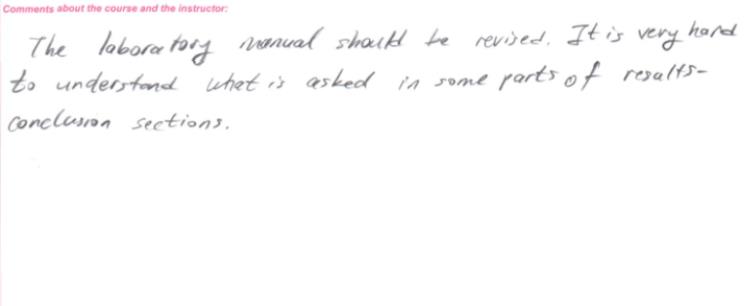 Comments about the course and the instructor:
The laboratory manual should be revised. It is very hard
to understand what is asked in some parts of results-
conclusion sections.